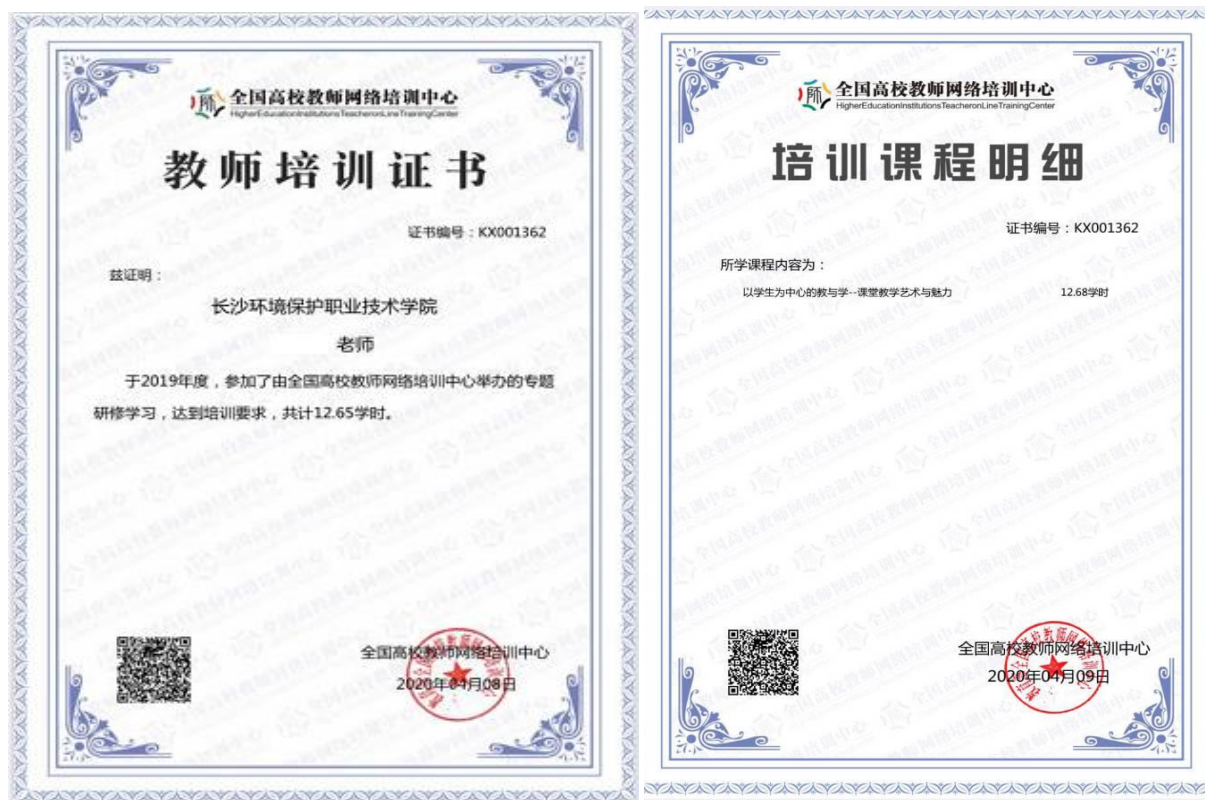 全国高校教师网络培训中心
HigherEducationInstitutionsTeacheronLineTrainingCenter
教师培训证书
证书编号：KX001362
兹证明：
长沙环境保护职业技术学院
老师
于2019年度，参加了由全国高校教师网络培训中心举办的专题
研修学习，达到培训要求，共计12.65学时。
全国高校教师网络培训中心
2020年04月08日
全国高校教师网络培训中心
HigherEducationInstitutionsTeacheronLineTrainingCenter
培训课程明细
证书编号：KX001362
所学课程内容为：
以学生为中心的教与学--课堂教学艺术与魅力 12.68学时
全国高校教师网络培训中心
2020年04月09日